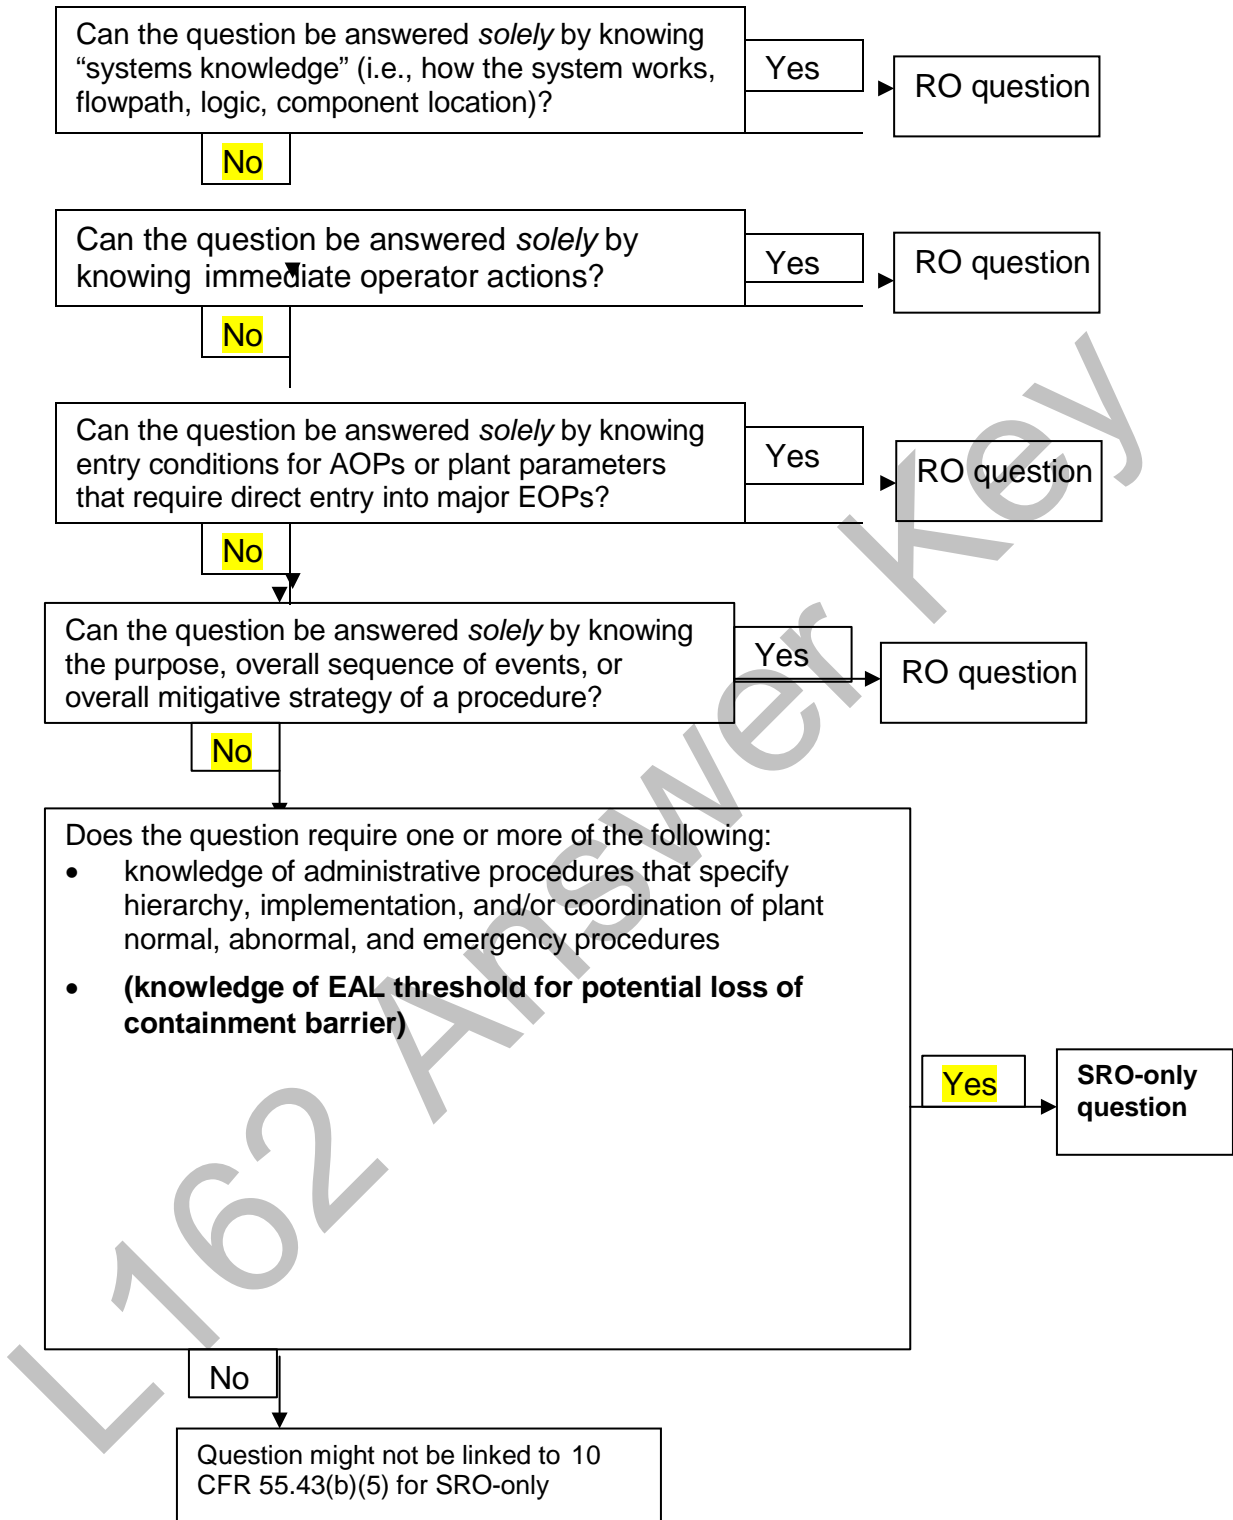 Can the question be answered solely by knowing
“systems knowledge” (i.e., how the system works,
flowpath, logic, component location)?
Yes
RO question
No
Can the question be answered solely by
knowing immediate operator actions?
Yes
RO question
No
Can the question be answered solely by knowing
entry conditions for AOPs or plant parameters
that require direct entry into major EOPs?
Yes
RO question
No
Can the question be answered solely by knowing
the purpose, overall sequence of events, or
overall mitigative strategy of a procedure?
Yes
RO question
No
Does the question require one or more of the following:
• knowledge of administrative procedures that specify
hierarchy, implementation, and/or coordination of plant
normal, abnormal, and emergency procedures
• (knowledge of EAL threshold for potential loss of
containment barrier)
Yes
SRO-only
question
No
Question might not be linked to 10
CFR 55.43(b)(5) for SRO-only
L162 Answer Key